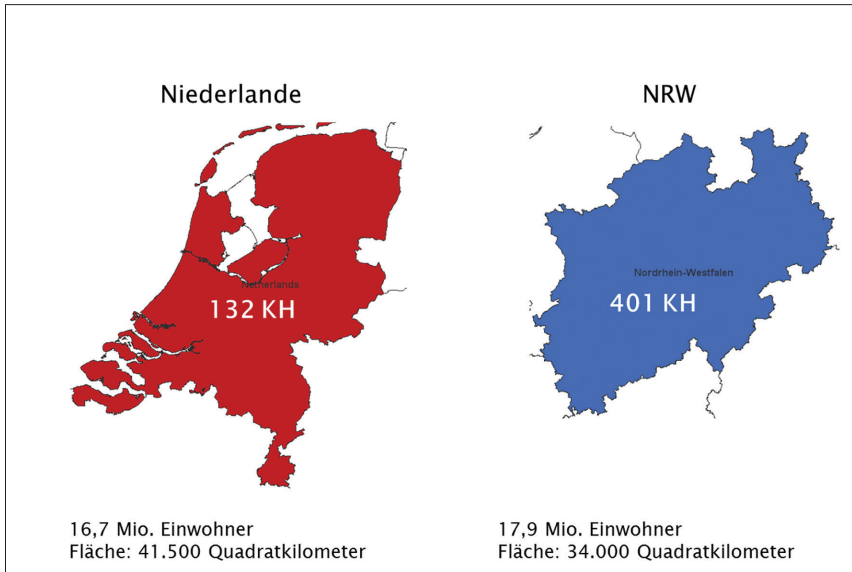 Niederlande
Netherlands
132 KH
16,7 Mio. Einwohner
Fläche: 41.500 Quadratkilometer
NRW
Nordrhein-Westfalen
401 KH
17,9 Mio. Einwohner
Fläche: 34.000 Quadratkilometer